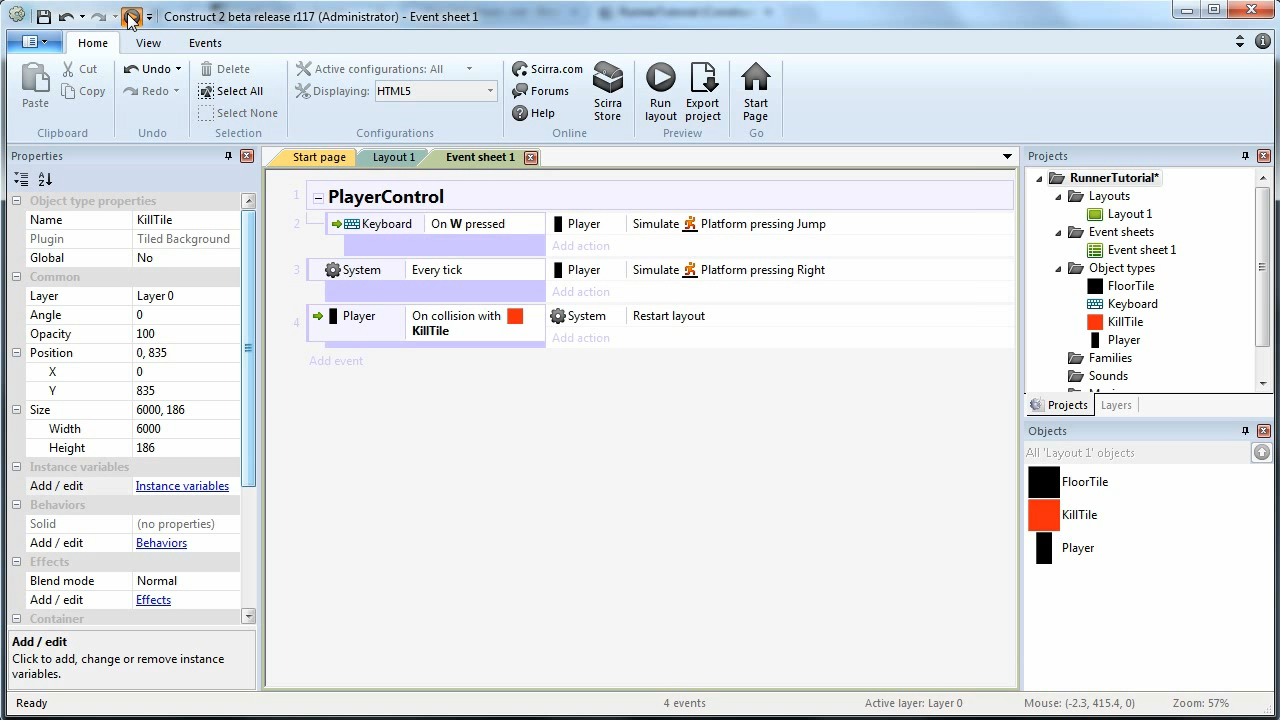 Construct 2 beta release r117 (Administrator) - Event sheet 1
Home View Events
Paste
Cut
Copy
Clipboard
Undo
Redo
Undo
Delete
Select All
Select None
Selection
Active configurations: All
Displaying: HTML5
Configurations
Scirra.com
Forums
Help
Scirra Store
Online
Run layout
Export project
Preview
Start Page
Go
Properties
Object type properties
Name KillTile
Plugin Tiled Background
Global No
Common
Layer Layer 0
Angle 0
Opacity 100
Position 0, 835
X 0
Y 835
Size 6000, 186
Width 6000
Height 186
Instance variables
Add / edit Instance variables
Behaviors
Solid (no properties)
Add / edit Behaviors
Effects
Blend mode Normal
Add / edit Effects
Container
Add / edit
Click to add, change or remove instance
variables.
Start page Layout 1 Event sheet 1
1 PlayerControl
2 Keyboard On W pressed Player Simulate Platform pressing Jump
Add action
3 System Every tick Player Simulate Platform pressing Right
Add action
4 Player On collision with KillTile System Restart layout
Add action
Add event
Projects
RunnerTutorial*
Layouts
Layout 1
Event sheets
Event sheet 1
Object types
FloorTile
Keyboard
KillTile
Player
Families
Sounds
Projects Layers
Objects
All 'Layout 1' objects
FloorTile
KillTile
Player
Ready 4 events Active layer: Layer 0 Mouse: (-2.3, 415.4, 0) Zoom: 57%